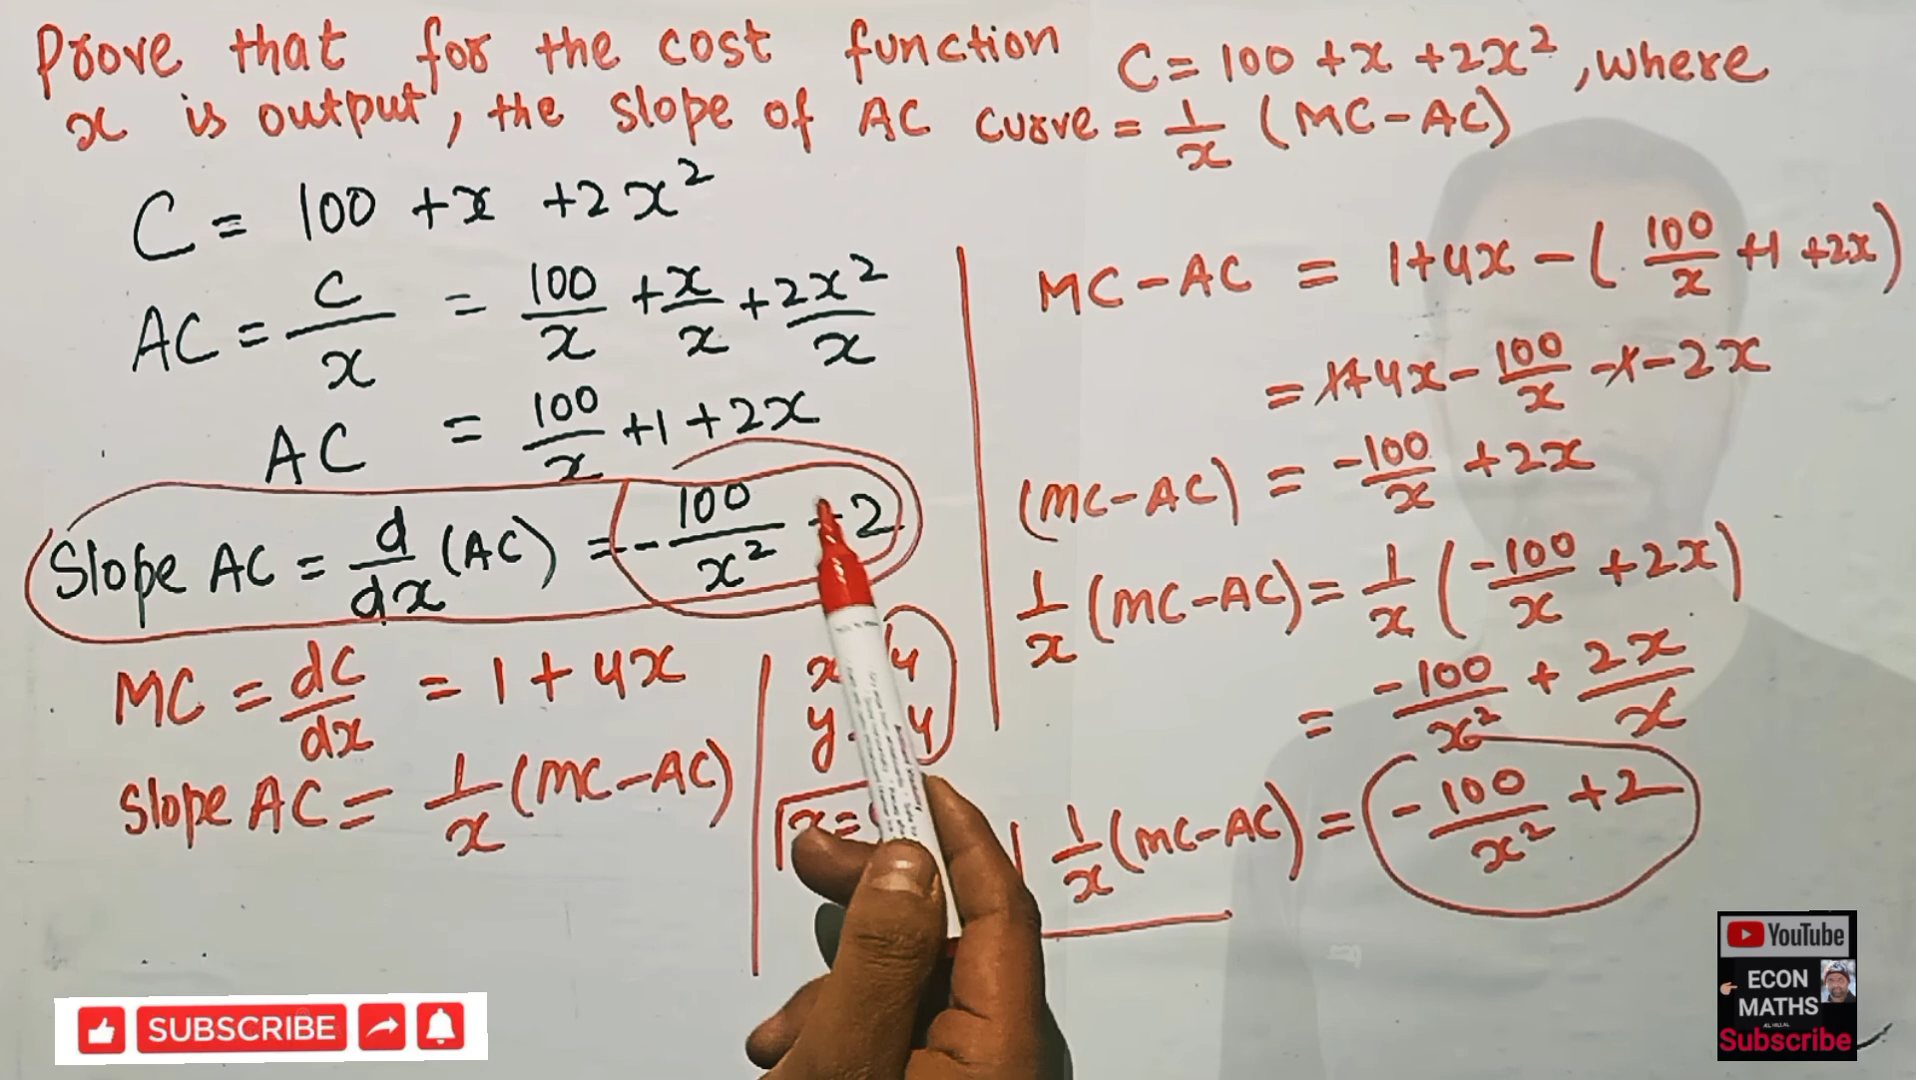 Prove that for the cost function C = 100 + x + 2x², where
x is output, the slope of AC curve = 1/x (MC - AC)
C = 100 + x + 2x²
AC = C/x = 100/x + x/x + 2x²/x
AC = 100/x + 1 + 2x
Slope AC = d/dx (AC) = -100/x² + 2
MC = dC/dx = 1 + 4x
Slope AC = 1/x (MC - AC)
x 4
y = 4
x =
MC - AC = 1 + 4x - (100/x + 1 + 2x)
= 1 + 4x - 100/x - 1 - 2x
(MC - AC) = -100/x + 2x
1/x (MC - AC) = 1/x (-100/x + 2x)
= -100/x² + 2x/x
1/x (MC - AC) = -100/x² + 2
SUBSCRIBE
YouTube
ECON
MATHS
Subscribe